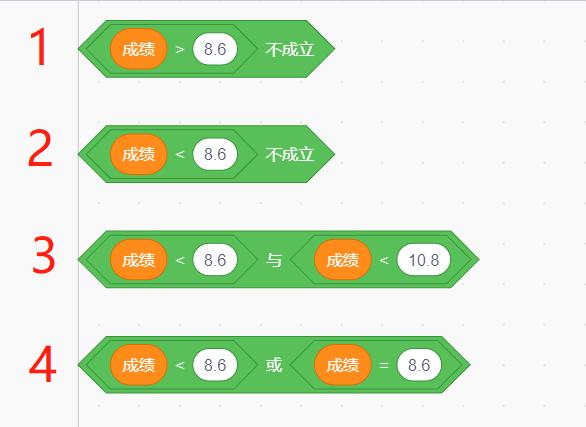 1 成绩 > 8.6 不成立
2 成绩 < 8.6 不成立
3 成绩 < 8.6 与 成绩 < 10.8
4 成绩 < 8.6 或 成绩 = 8.6